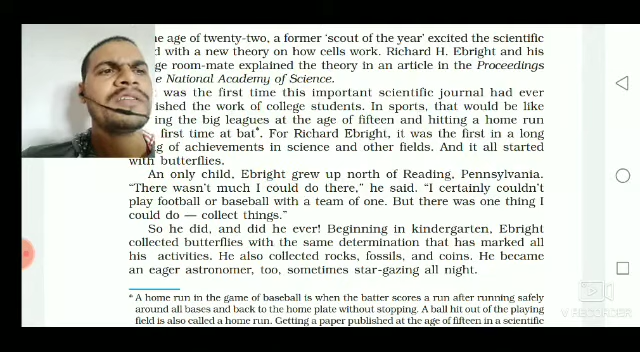 e age of twenty-two, a former ‘scout of the year’ excited the scientific
d with a new theory on how cells work. Richard H. Ebright and his
ge room-mate explained the theory in an article in the Proceedings
e National Academy of Science.
was the first time this important scientific journal had ever
ished the work of college students. In sports, that would be like
ing the big leagues at the age of fifteen and hitting a home run
first time at bat*. For Richard Ebright, it was the first in a long
g of achievements in science and other fields. And it all started
with butterflies.
An only child, Ebright grew up north of Reading, Pennsylvania.
“There wasn’t much I could do there,” he said. “I certainly couldn’t
play football or baseball with a team of one. But there was one thing I
could do — collect things.”
So he did, and did he ever! Beginning in kindergarten, Ebright
collected butterflies with the same determination that has marked all
his activities. He also collected rocks, fossils, and coins. He became
an eager astronomer, too, sometimes star-gazing all night.
* A home run in the game of baseball is when the batter scores a run after running safely
around all bases and back to the home plate without stopping. A ball hit out of the playing
field is also called a home run. Getting a paper published at the age of fifteen in a scientific
V RECORDER